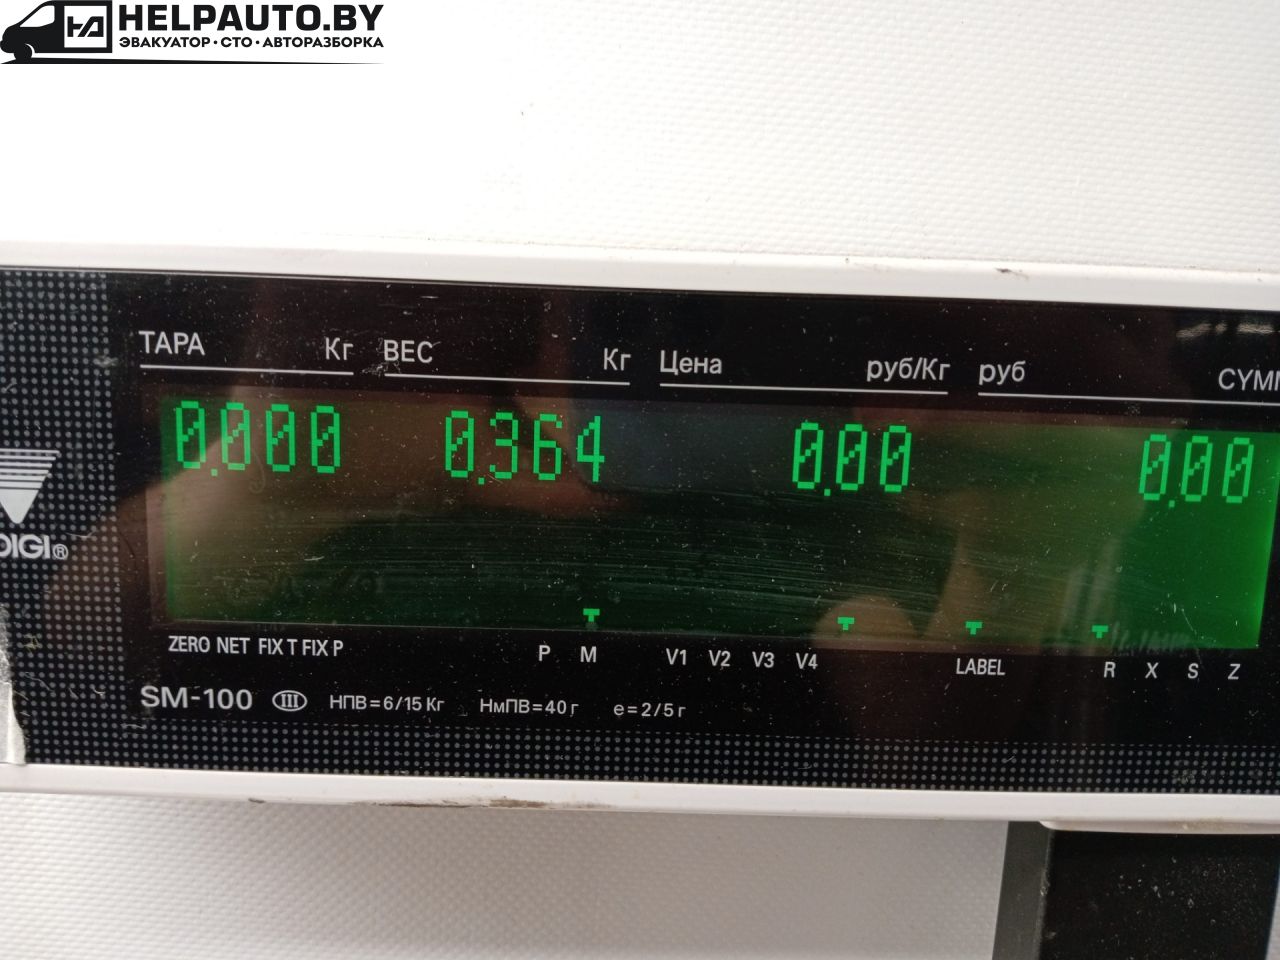 HELPAUTO.BY
ЭВАКУАТОР·СТО·АВТОРАЗБОРКА
ТАРА Кг ВЕС Кг Цена руб/Кг руб
0.000 0.364 0.00 0.00
DIGI®
ZERO NET FIX T FIX P P M V1 V2 V3 V4 LABEL R X S Z
SM-100 III НПВ=6/15 Кг НмПВ=40 г e=2/5 г